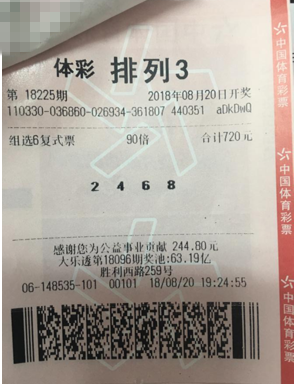 体彩 排列3
第 18225期 2018年08月20日开奖
110330-036860-026934-361807 440351 aDkDwQ
组选6复式票 90倍 合计720元
2 4 6 8
感谢您为公益事业贡献 244.80元
大乐透第18096期奖池:63.19亿
胜利西路259号
06-148535-101 00101 18/08/20 19:24:55
中国体育彩票
中国体育彩票
中国体育彩票